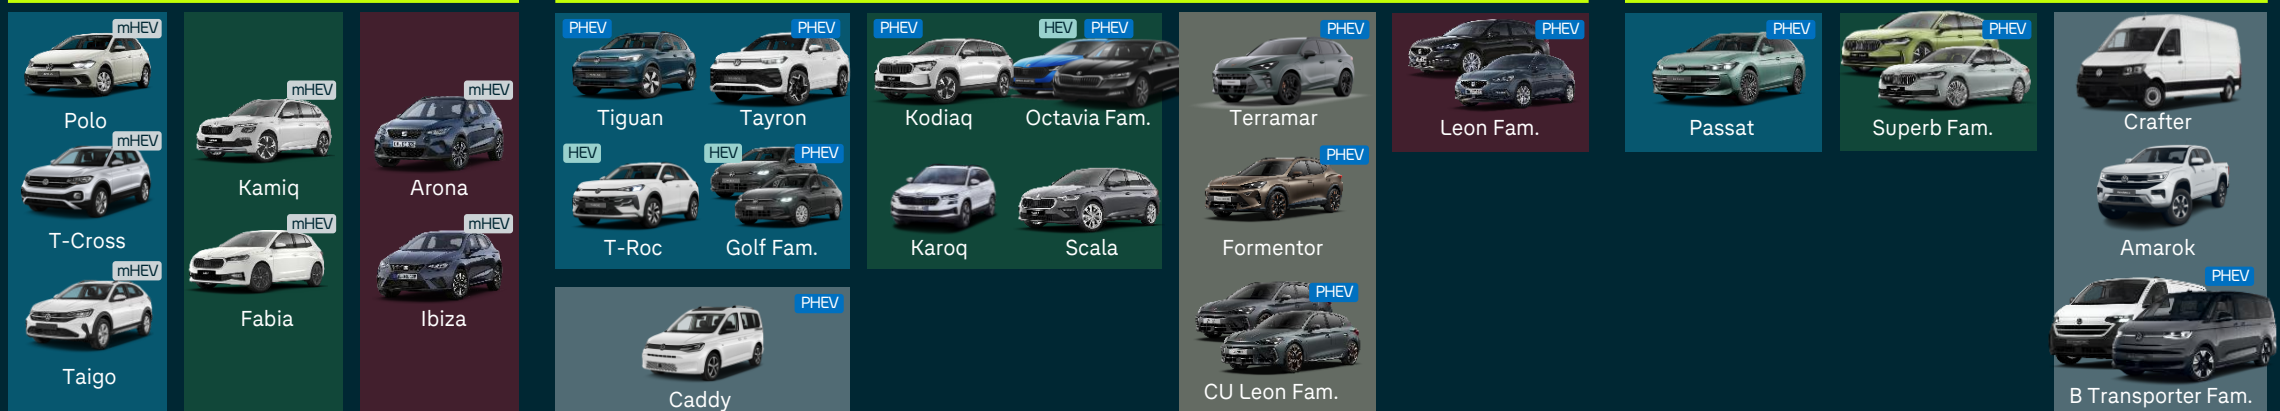 mHEV
Polo
mHEV
T-Cross
mHEV
Taigo
mHEV
Kamiq
mHEV
Fabia
mHEV
Arona
mHEV
Ibiza
PHEV
Tiguan
PHEV
Tayron
HEV
T-Roc
HEV PHEV
Golf Fam.
PHEV
Caddy
PHEV
Kodiaq
HEV PHEV
Octavia Fam.
Karoq
Scala
PHEV
Terramar
PHEV
Formentor
PHEV
CU Leon Fam.
PHEV
Leon Fam.
PHEV
Passat
PHEV
Superb Fam.
Crafter
Amarok
PHEV
B Transporter Fam.